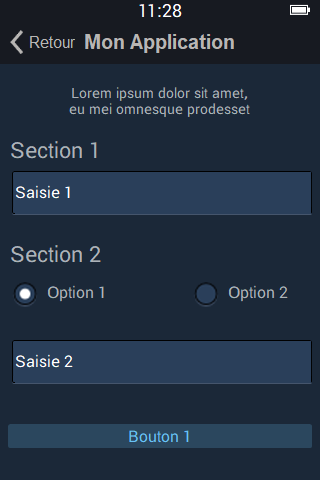 11:28
Retour Mon Application
Lorem ipsum dolor sit amet,
eu mei omnesque prodesset
Section 1
Saisie 1
Section 2
Option 1 Option 2
Saisie 2
Bouton 1